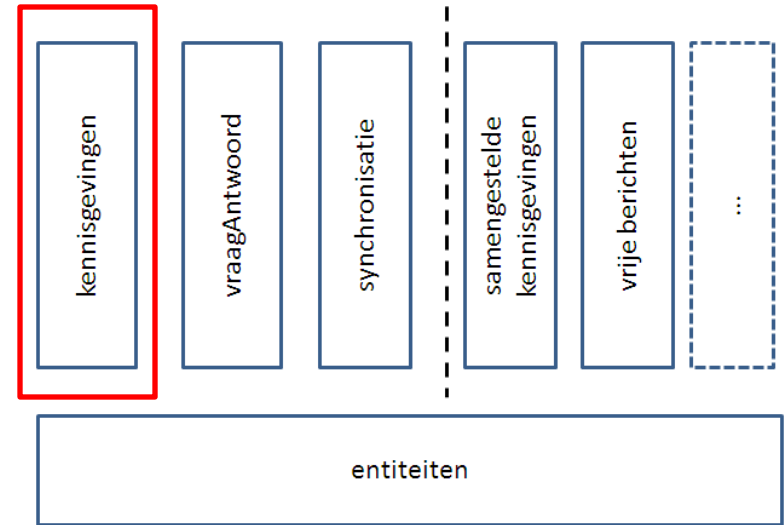 kennisgevingen
vraagAntwoord
synchronisatie
samengestelde
kennisgevingen
vrije berichten
...
entiteiten